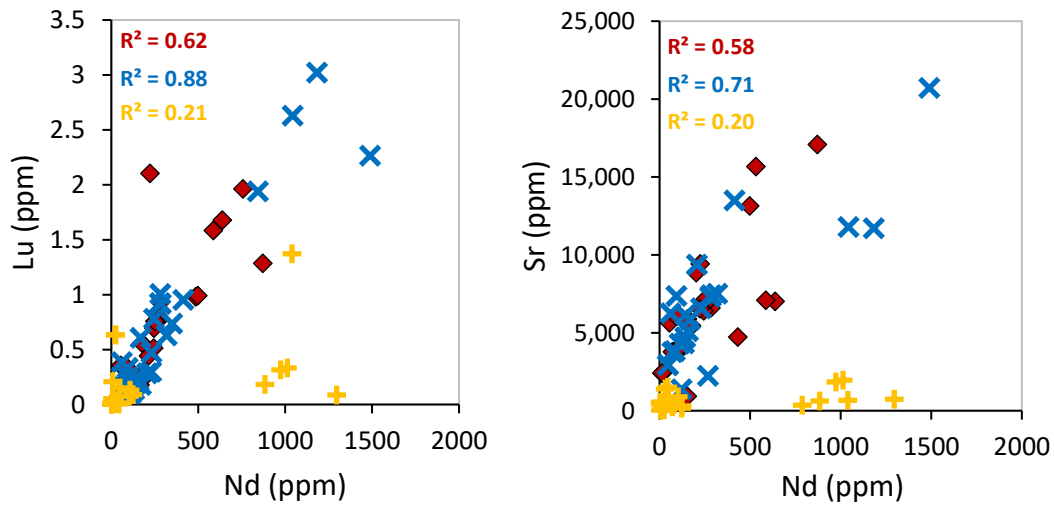 3.5
3
2.5
2
1.5
1
0.5
0
Lu (ppm)
R² = 0.62
R² = 0.88
R² = 0.21
0 500 1000 1500 2000
Nd (ppm)
25,000
20,000
15,000
10,000
5,000
0
Sr (ppm)
R² = 0.58
R² = 0.71
R² = 0.20
0 500 1000 1500 2000
Nd (ppm)